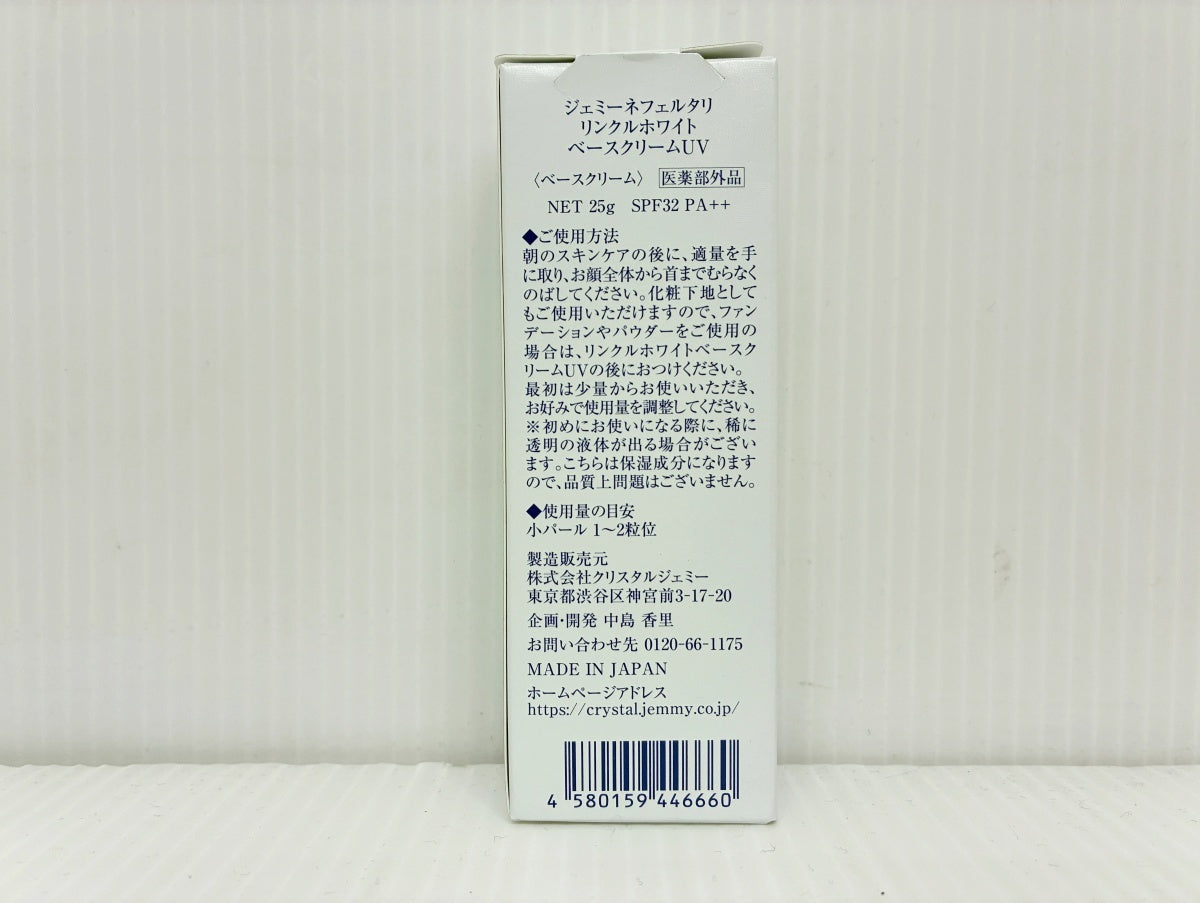 ジェミーネフェルタリ
リンクルホワイト
ベースクリームUV
〈ベースクリーム〉 医薬部外品
NET 25g SPF32 PA++
◆ご使用方法
朝のスキンケアの後に、適量を手
に取り、お顔全体から首までむらなく
のばしてください。化粧下地として
もご使用いただけますので、ファン
デーションやパウダーをご使用の
場合は、リンクルホワイトベースク
リームUVの後におつけください。
最初は少量からお使いいただき、
お好みで使用量を調整してください。
※初めにお使いになる際に、稀に
透明の液体が出る場合がござい
ます。こちらは保湿成分になります
ので、品質上問題はございません。
◆使用量の目安
小パール 1〜2粒位
製造販売元
株式会社クリスタルジェミー
東京都渋谷区神宮前3-17-20
企画・開発 中島 香里
お問い合わせ先 0120-66-1175
MADE IN JAPAN
ホームページアドレス
https://crystal.jemmy.co.jp/
4 580159 446660